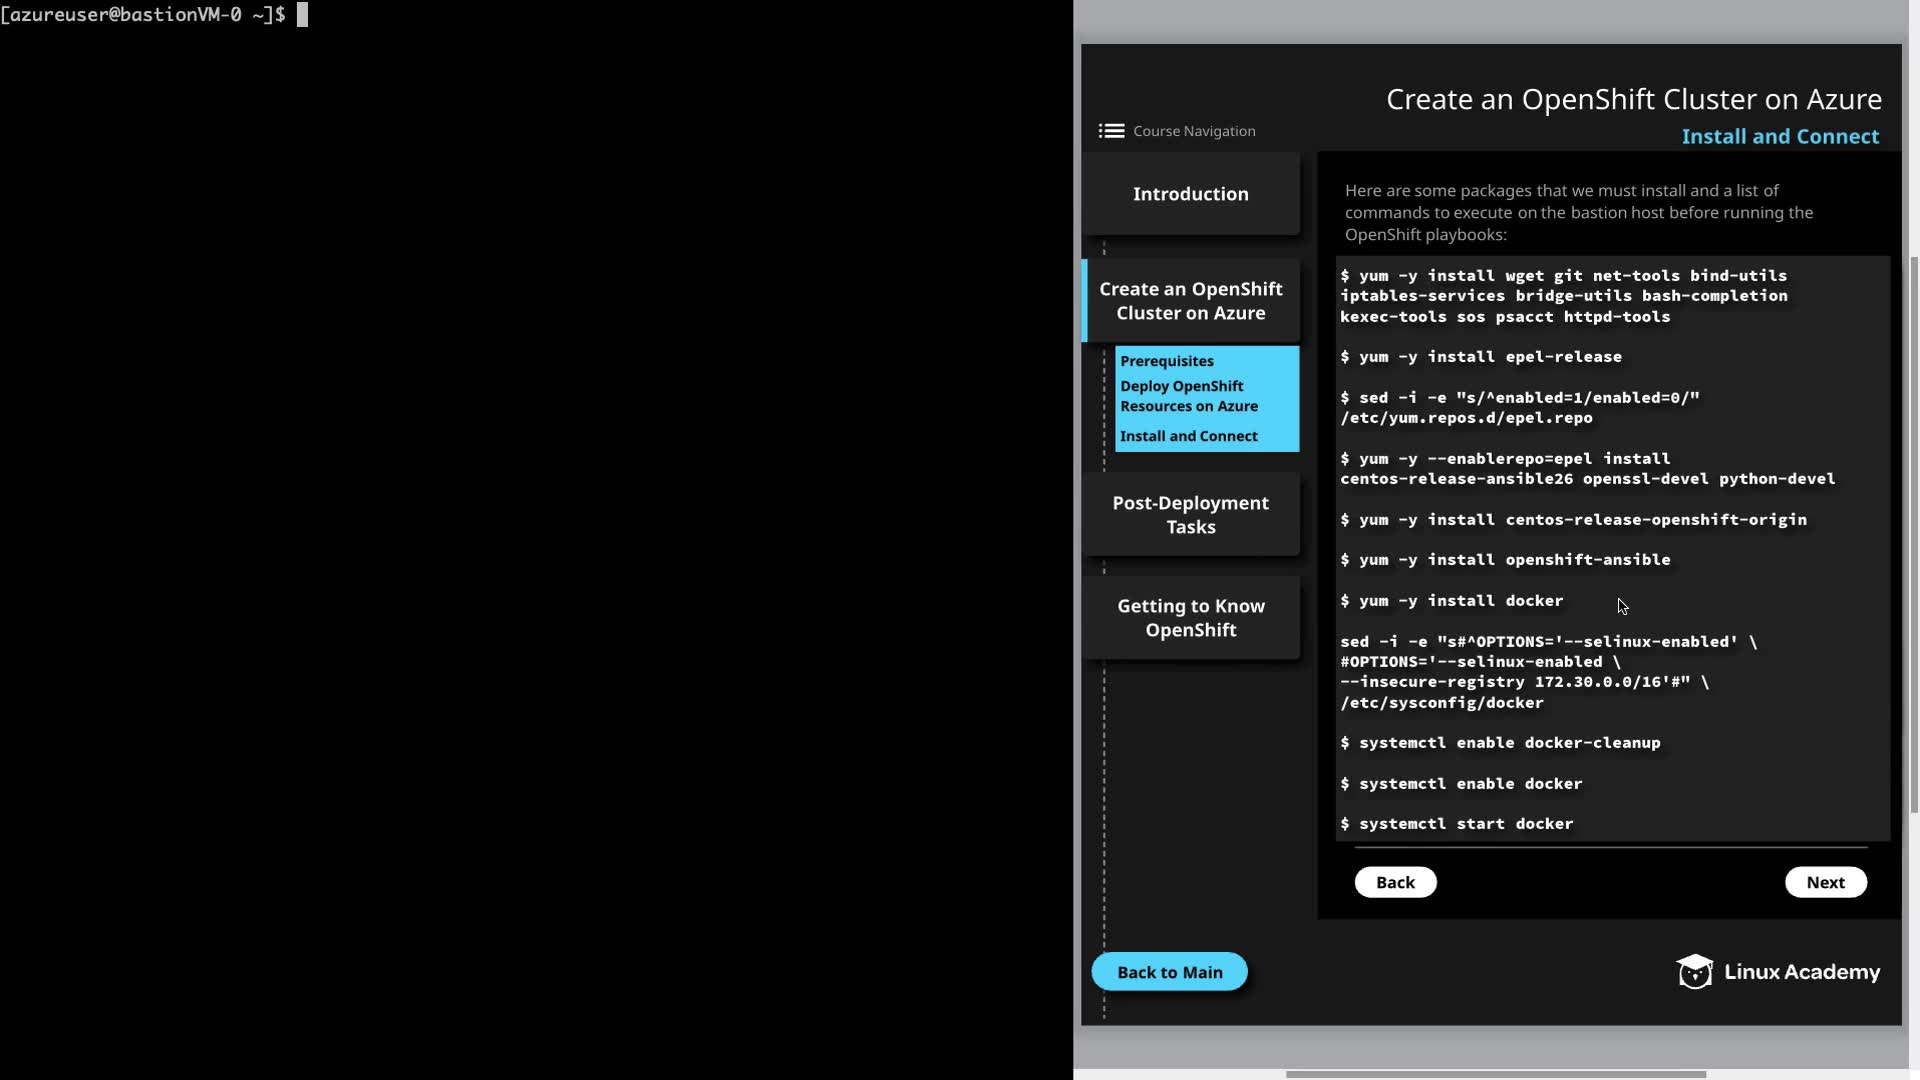 [azureuser@bastionVM-0 ~]$
Create an OpenShift Cluster on Azure
Course Navigation
Install and Connect
Introduction
Create an OpenShift
Cluster on Azure
Prerequisites
Deploy OpenShift
Resources on Azure
Install and Connect
Post-Deployment
Tasks
Getting to Know
OpenShift
Here are some packages that we must install and a list of
commands to execute on the bastion host before running the
OpenShift playbooks:
$ yum -y install wget git net-tools bind-utils
iptables-services bridge-utils bash-completion
kexec-tools sos psacct httpd-tools
$ yum -y install epel-release
$ sed -i -e "s/^enabled=1/enabled=0/"
/etc/yum.repos.d/epel.repo
$ yum -y --enablerepo=epel install
centos-release-ansible26 openssl-devel python-devel
$ yum -y install centos-release-openshift-origin
$ yum -y install openshift-ansible
$ yum -y install docker
sed -i -e "s#^OPTIONS='--selinux-enabled' \
#OPTIONS='--selinux-enabled \
--insecure-registry 172.30.0.0/16'#" \
/etc/sysconfig/docker
$ systemctl enable docker-cleanup
$ systemctl enable docker
$ systemctl start docker
Back
Next
Back to Main
Linux Academy